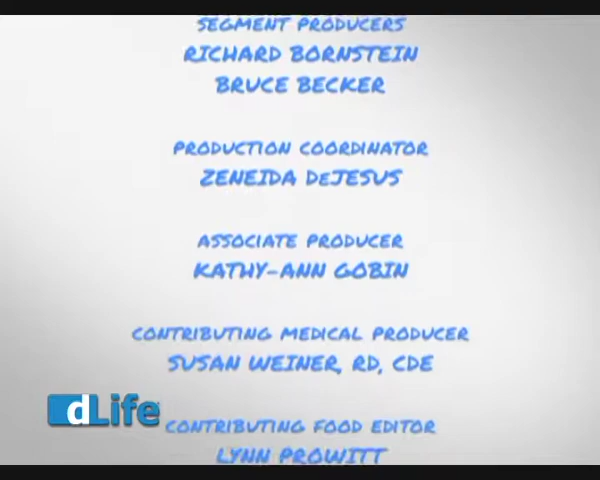 SEGMENT PRODUCERS
RICHARD BORNSTEIN
BRUCE BECKER
PRODUCTION COORDINATOR
ZENEIDA DeJESUS
ASSOCIATE PRODUCER
KATHY-ANN GOBIN
CONTRIBUTING MEDICAL PRODUCER
SUSAN WEINER, RD, CDE
dLife
CONTRIBUTING FOOD EDITOR
LYNN PROWITT